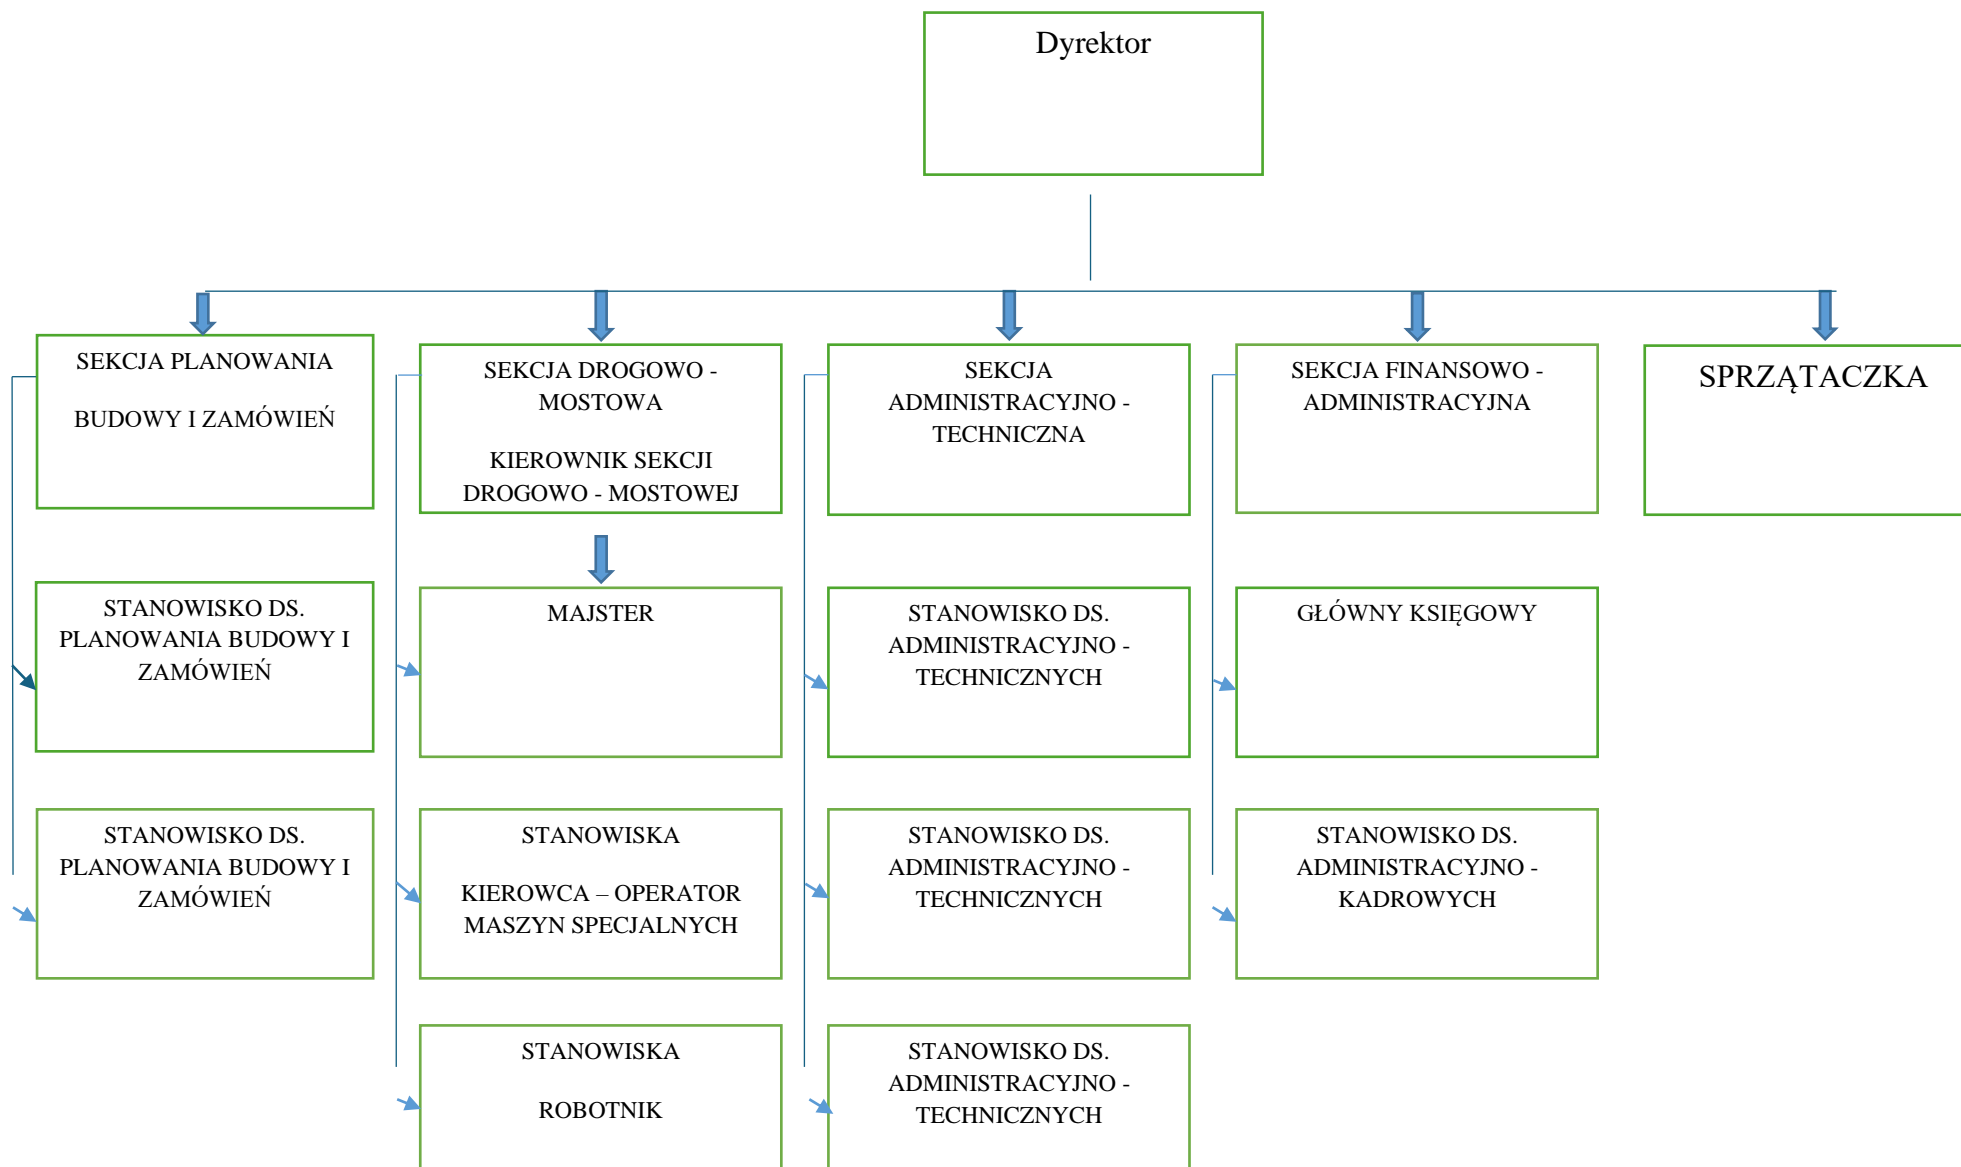 Dyrektor
SEKCJA PLANOWANIA
BUDOWY I ZAMÓWIEŃ
SEKCJA DROGOWO -
MOSTOWA
KIEROWNIK SEKCJI
DROGOWO - MOSTOWEJ
SEKCJA
ADMINISTRACYJNO -
TECHNICZNA
SEKCJA FINANSOWO -
ADMINISTRACYJNA
SPRZĄTACZKA
STANOWISKO DS.
PLANOWANIA BUDOWY I
ZAMÓWIEŃ
MAJSTER
STANOWISKO DS.
ADMINISTRACYJNO -
TECHNICZNYCH
GŁÓWNY KSIĘGOWY
STANOWISKO DS.
PLANOWANIA BUDOWY I
ZAMÓWIEŃ
STANOWISKA
KIEROWCA – OPERATOR
MASZYN SPECJALNYCH
STANOWISKO DS.
ADMINISTRACYJNO -
TECHNICZNYCH
STANOWISKO DS.
ADMINISTRACYJNO -
KADROWYCH
STANOWISKA
ROBOTNIK
STANOWISKO DS.
ADMINISTRACYJNO -
TECHNICZNYCH